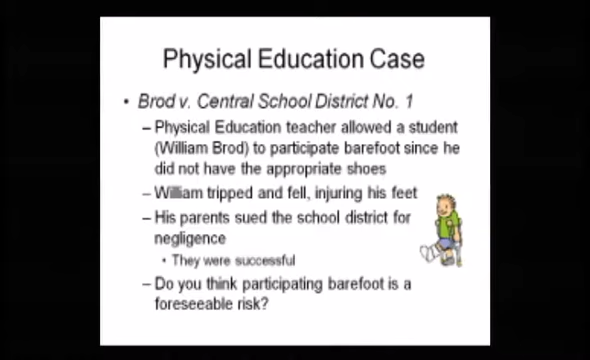 Physical Education Case
• Brod v. Central School District No. 1
– Physical Education teacher allowed a student
(William Brod) to participate barefoot since he
did not have the appropriate shoes
– William tripped and fell, injuring his feet
– His parents sued the school district for
negligence
• They were successful
– Do you think participating barefoot is a
foreseeable risk?